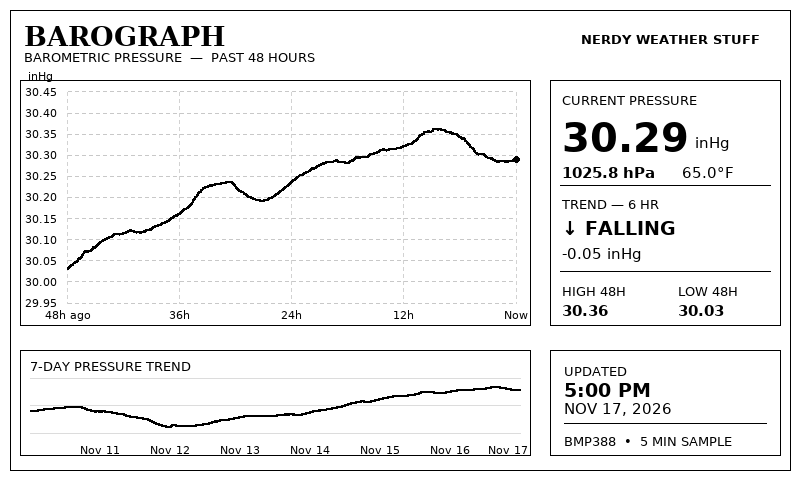 BAROGRAPH
BAROMETRIC PRESSURE — PAST 48 HOURS
NERDY WEATHER STUFF
inHg
30.45
30.40
30.35
30.30
30.25
30.20
30.15
30.10
30.05
30.00
29.95
48h ago 36h 24h 12h Now
CURRENT PRESSURE
30.29 inHg
1025.8 hPa 65.0°F
TREND — 6 HR
↓ FALLING
-0.05 inHg
HIGH 48H LOW 48H
30.36 30.03
7-DAY PRESSURE TREND
Nov 11 Nov 12 Nov 13 Nov 14 Nov 15 Nov 16 Nov 17
UPDATED
5:00 PM
NOV 17, 2026
BMP388 • 5 MIN SAMPLE